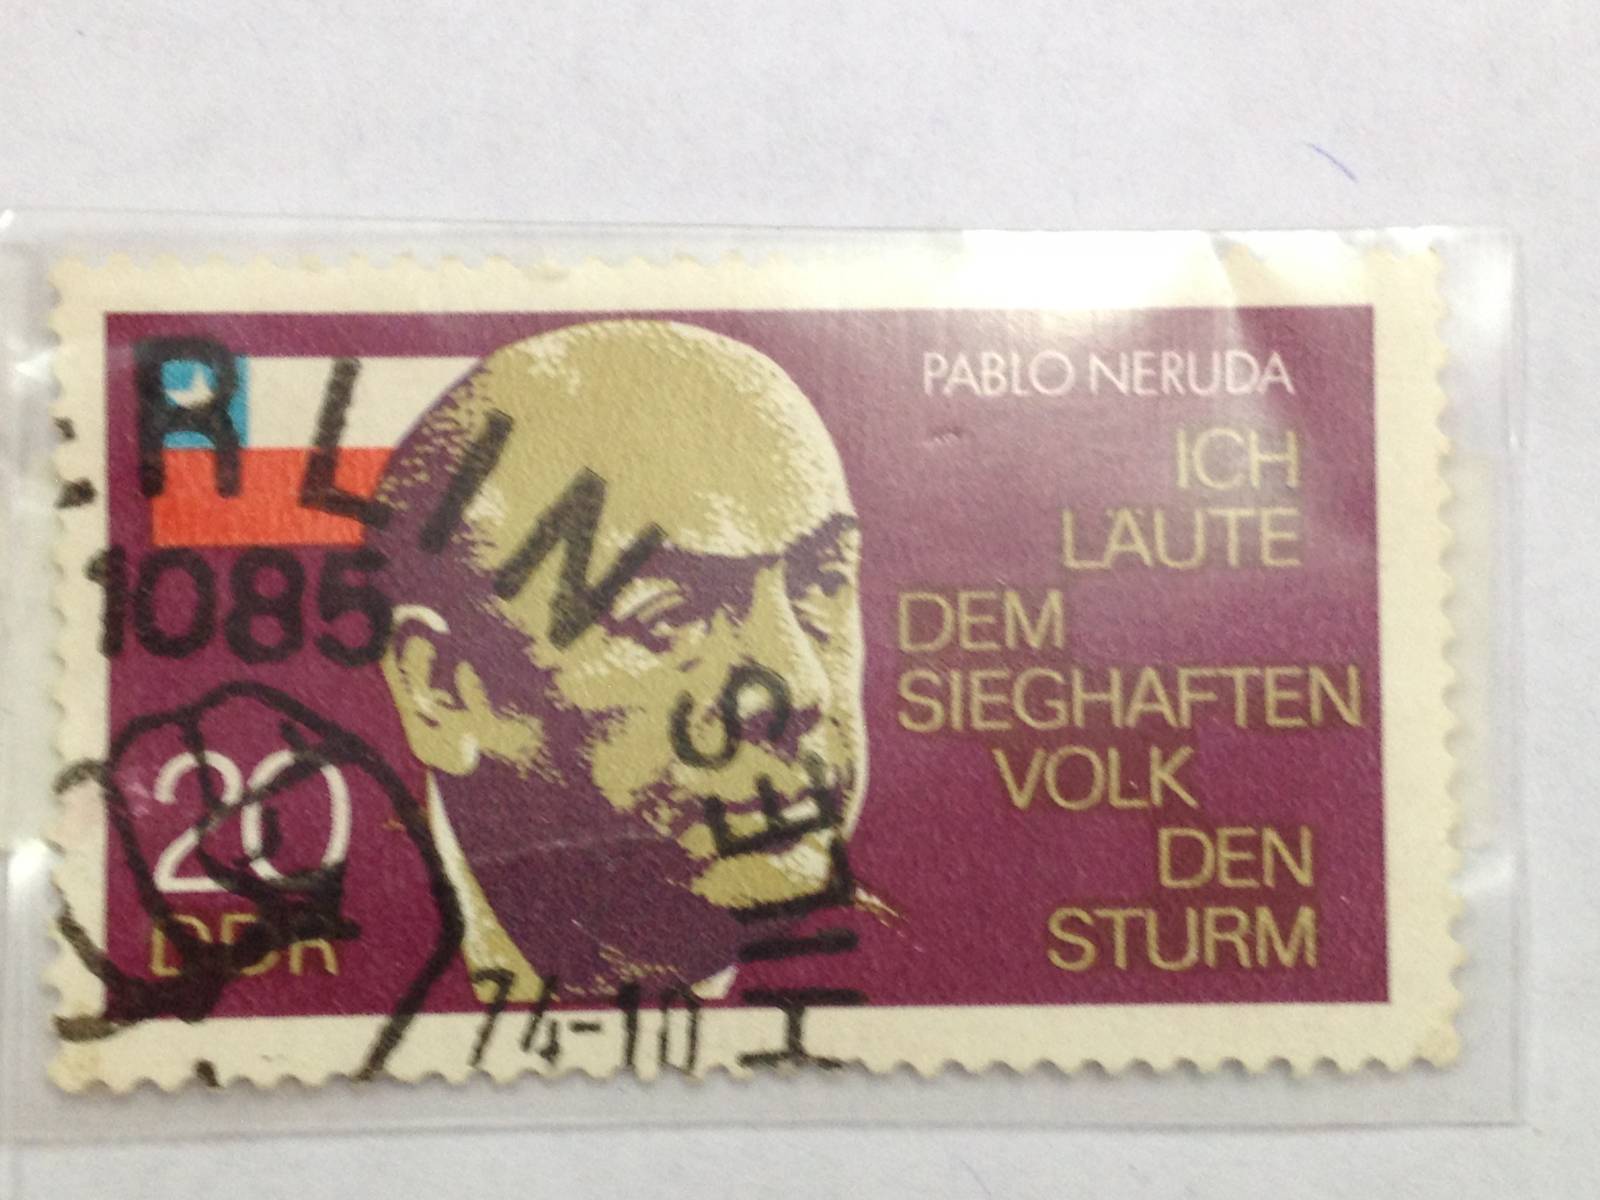 PABLO NERUDA
ICH
LÄUTE
DEM
SIEGHAFTEN
VOLK
DEN
STURM
20
DDR
RLIN
1085
74-10